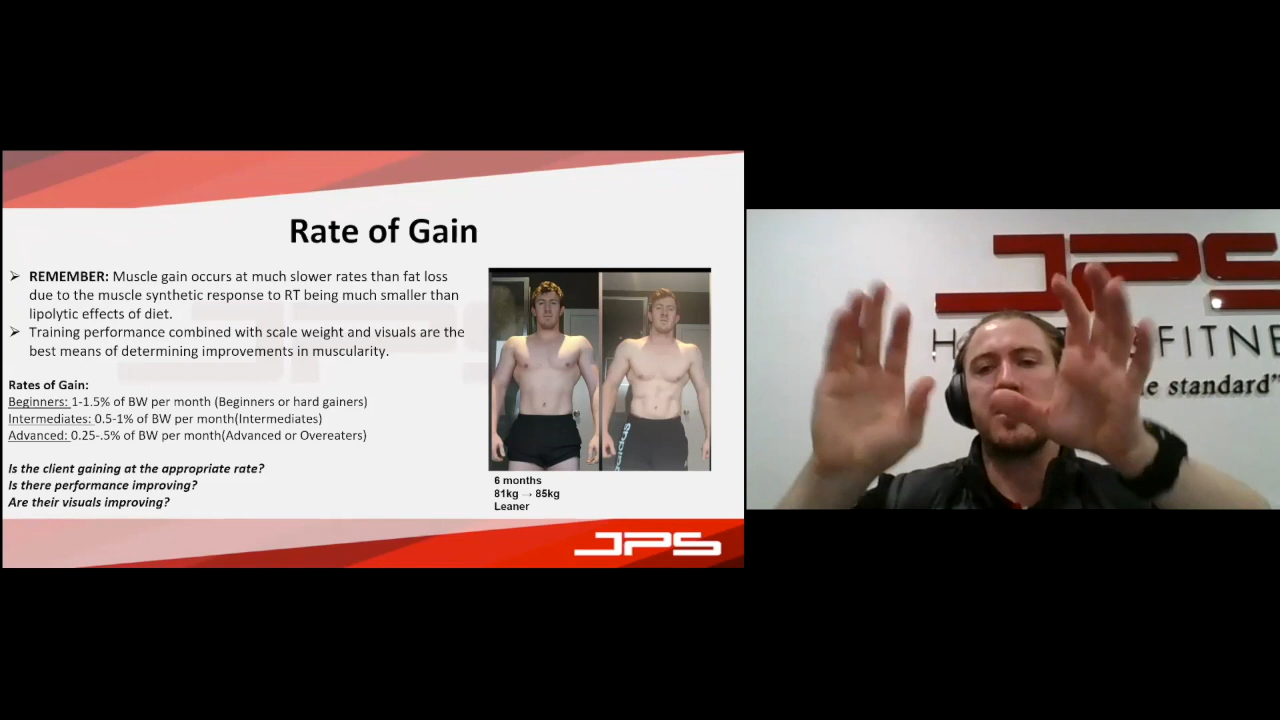 Rate of Gain
➢ REMEMBER: Muscle gain occurs at much slower rates than fat loss
due to the muscle synthetic response to RT being much smaller than
lipolytic effects of diet.
➢ Training performance combined with scale weight and visuals are the
best means of determining improvements in muscularity.
Rates of Gain:
Beginners: 1-1.5% of BW per month (Beginners or hard gainers)
Intermediates: 0.5-1% of BW per month(Intermediates)
Advanced: 0.25-.5% of BW per month(Advanced or Overeaters)
Is the client gaining at the appropriate rate?
Is there performance improving?
Are their visuals improving?
adidas
6 months
81kg → 85kg
Leaner
JPS
JPS
H FITNE
e standard"